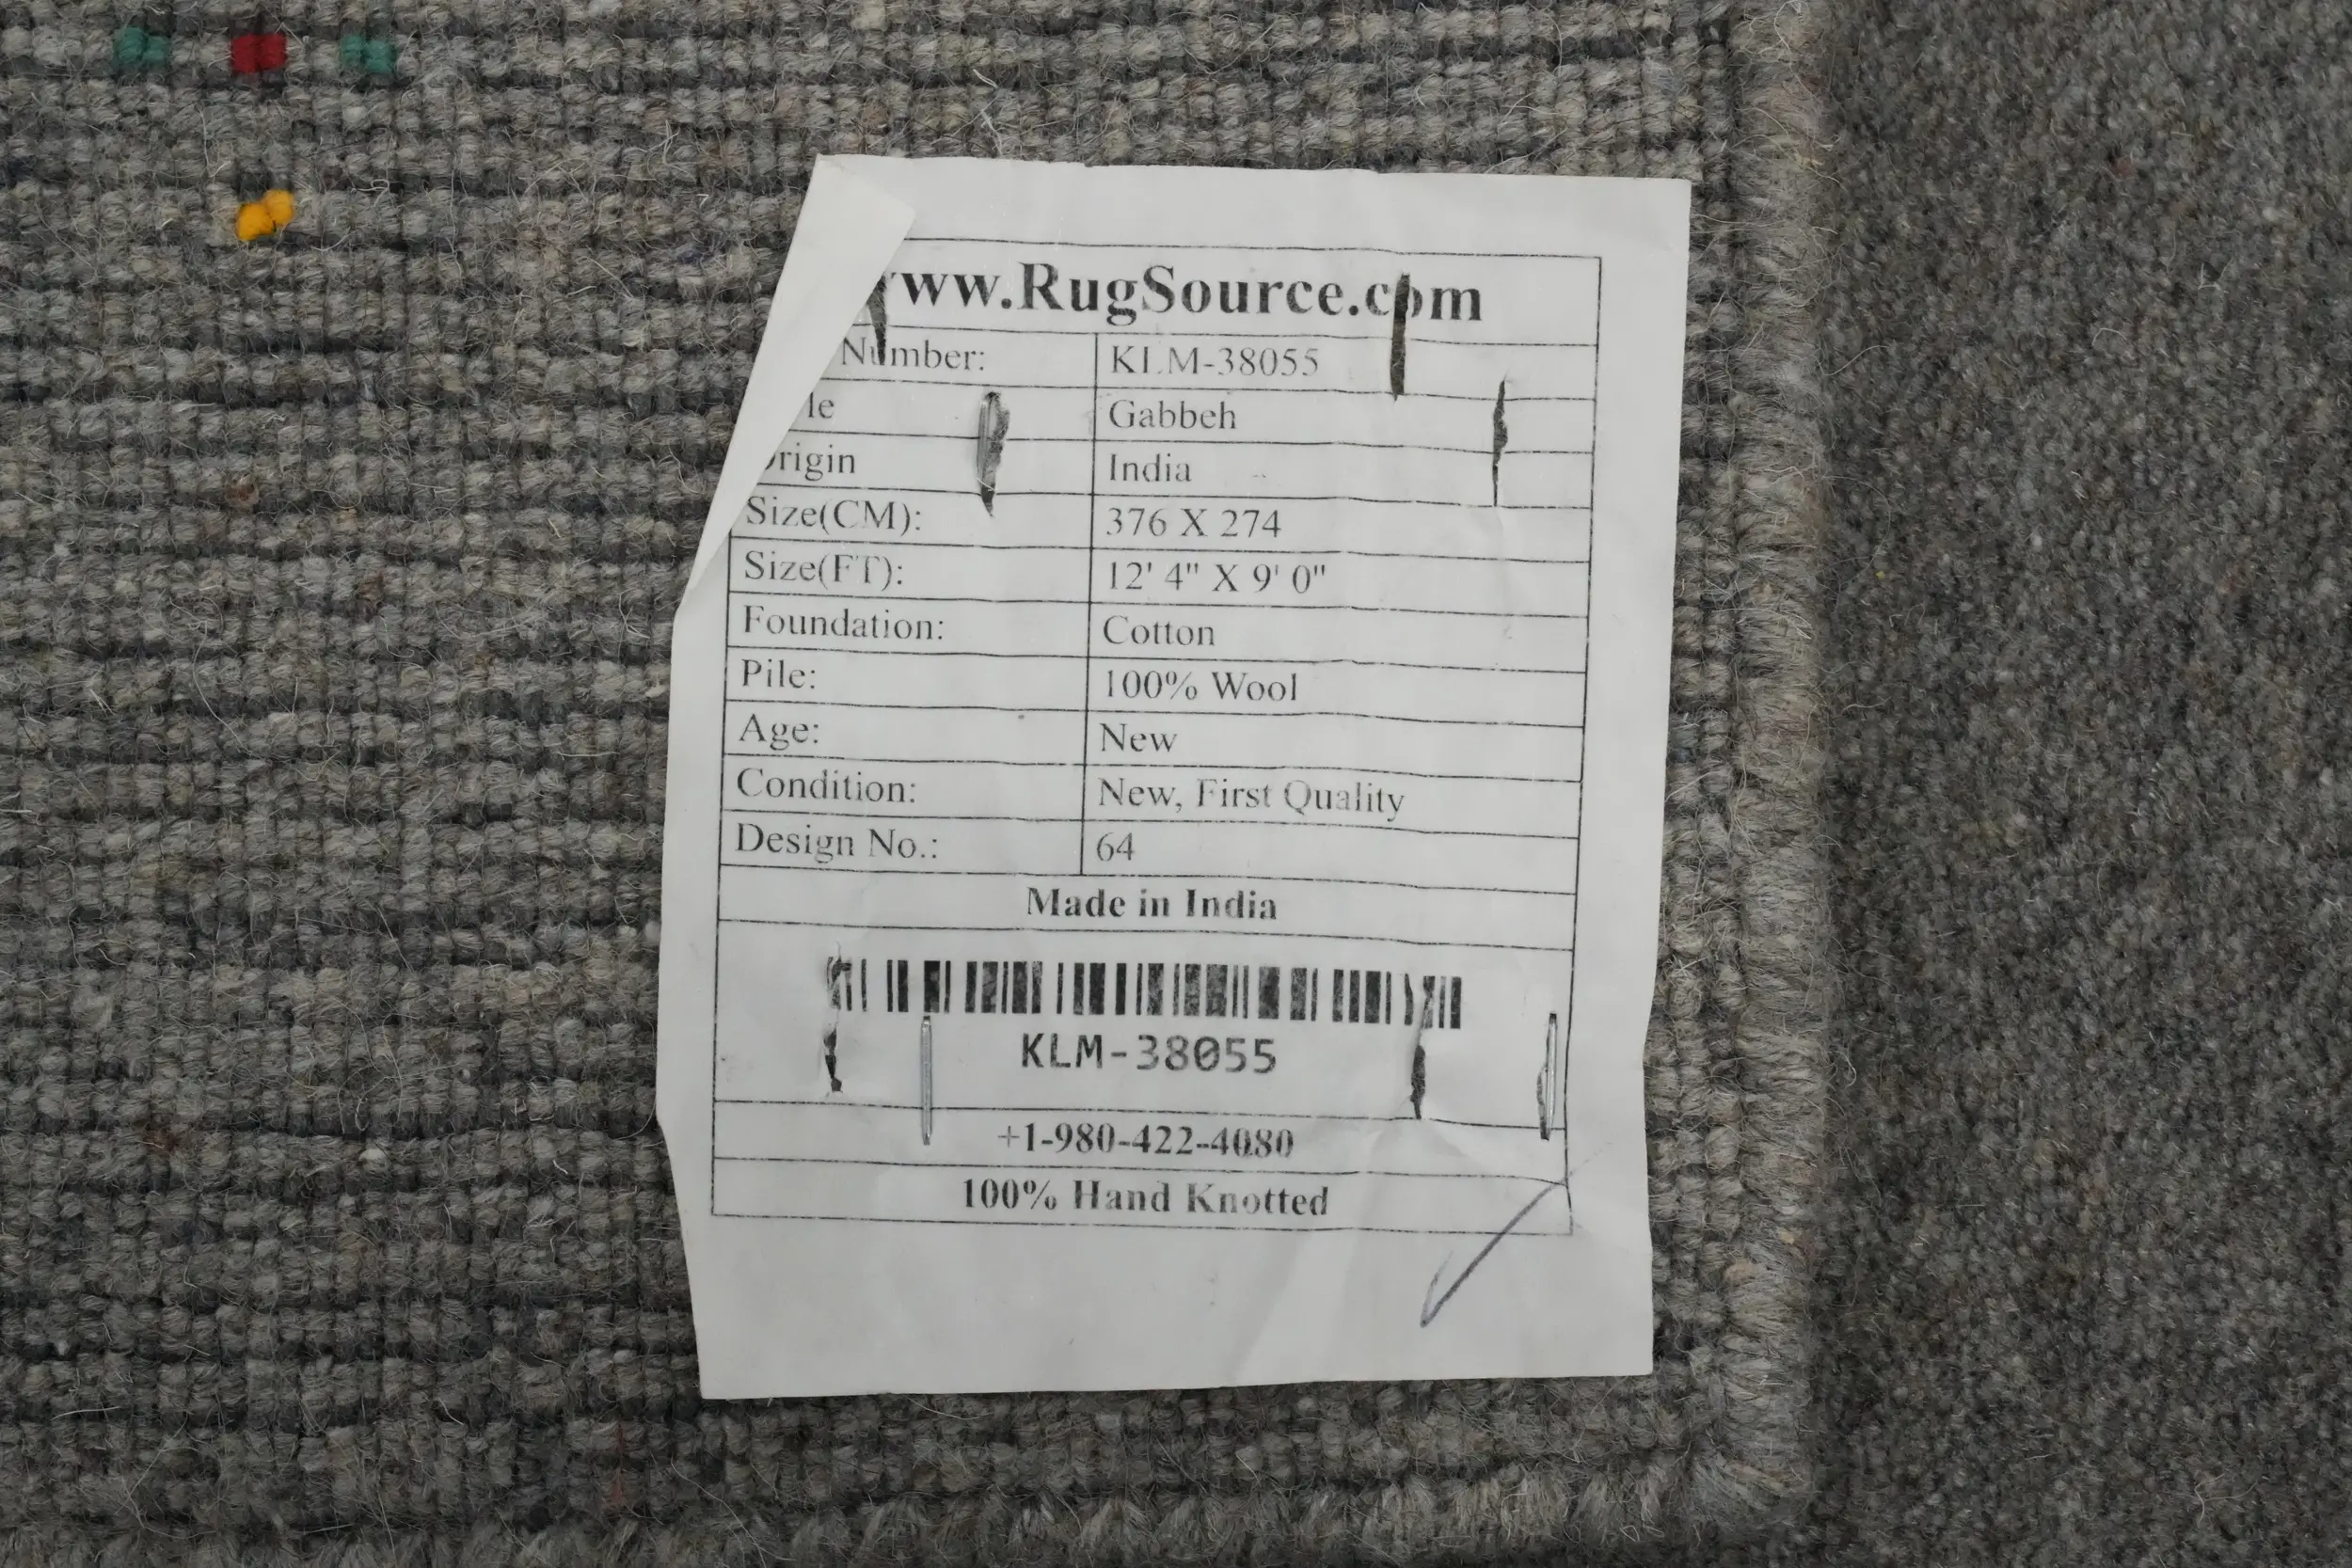 ww.RugSource.com
Number: KLM-38055
le Gabbeh
rigin India
Size(CM): 376 X 274
Size(FT): 12' 4" X 9' 0"
Foundation: Cotton
Pile: 100% Wool
Age: New
Condition: New, First Quality
Design No.: 64
Made in India
KLM-38055
+1-980-422-4080
100% Hand Knotted